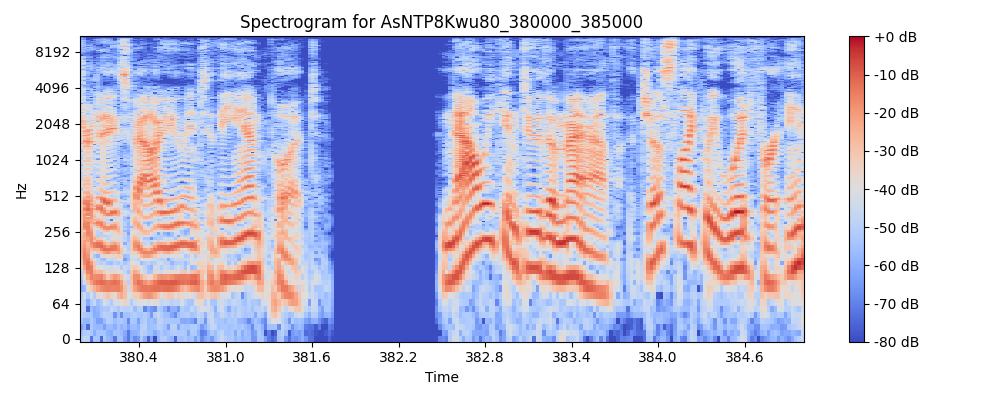 Spectrogram for AsNTP8Kwu80_380000_385000
Hz
8192
4096
2048
1024
512
256
128
64
0
380.4
381.0
381.6
382.2
382.8
383.4
384.0
384.6
Time
+0 dB
-10 dB
-20 dB
-30 dB
-40 dB
-50 dB
-60 dB
-70 dB
-80 dB